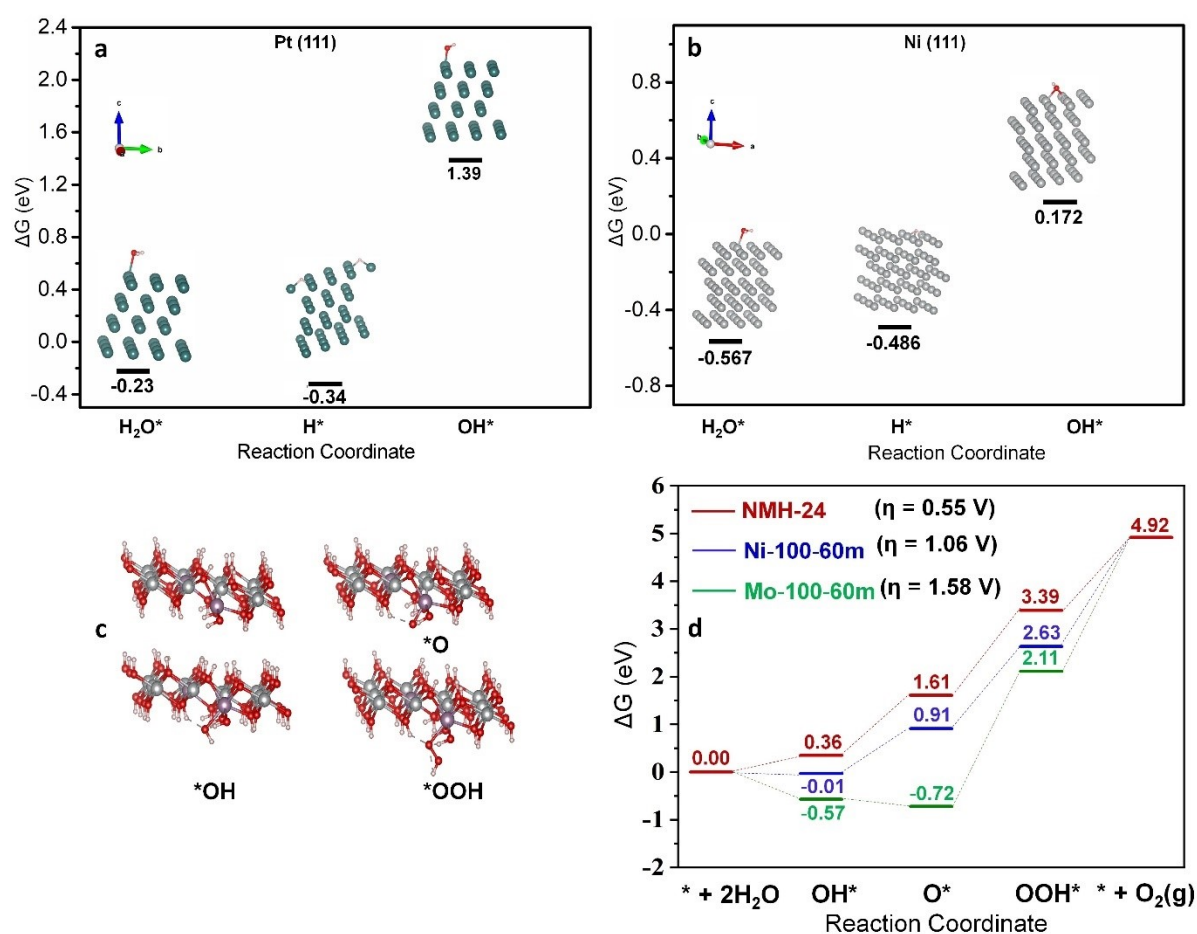 a
Pt (111)
2.4
2.0
1.6
1.2
0.8
0.4
0.0
-0.4
ΔG (eV)
c
b
1.39
-0.23
-0.34
H₂O*
H*
OH*
Reaction Coordinate
b
Ni (111)
0.8
0.4
0.0
-0.4
-0.8
ΔG (eV)
c
b
a
0.172
-0.567
-0.486
H₂O*
H*
OH*
Reaction Coordinate
c
*O
*OH
*OOH
d
6
5
4
3
2
1
0
-1
-2
ΔG (eV)
NMH-24 (η = 0.55 V)
Ni-100-60m (η = 1.06 V)
Mo-100-60m (η = 1.58 V)
4.92
3.39
2.63
2.11
1.61
0.91
-0.72
0.36
-0.01
-0.57
0.00
* + 2H₂O
OH*
O*
OOH*
* + O₂(g)
Reaction Coordinate